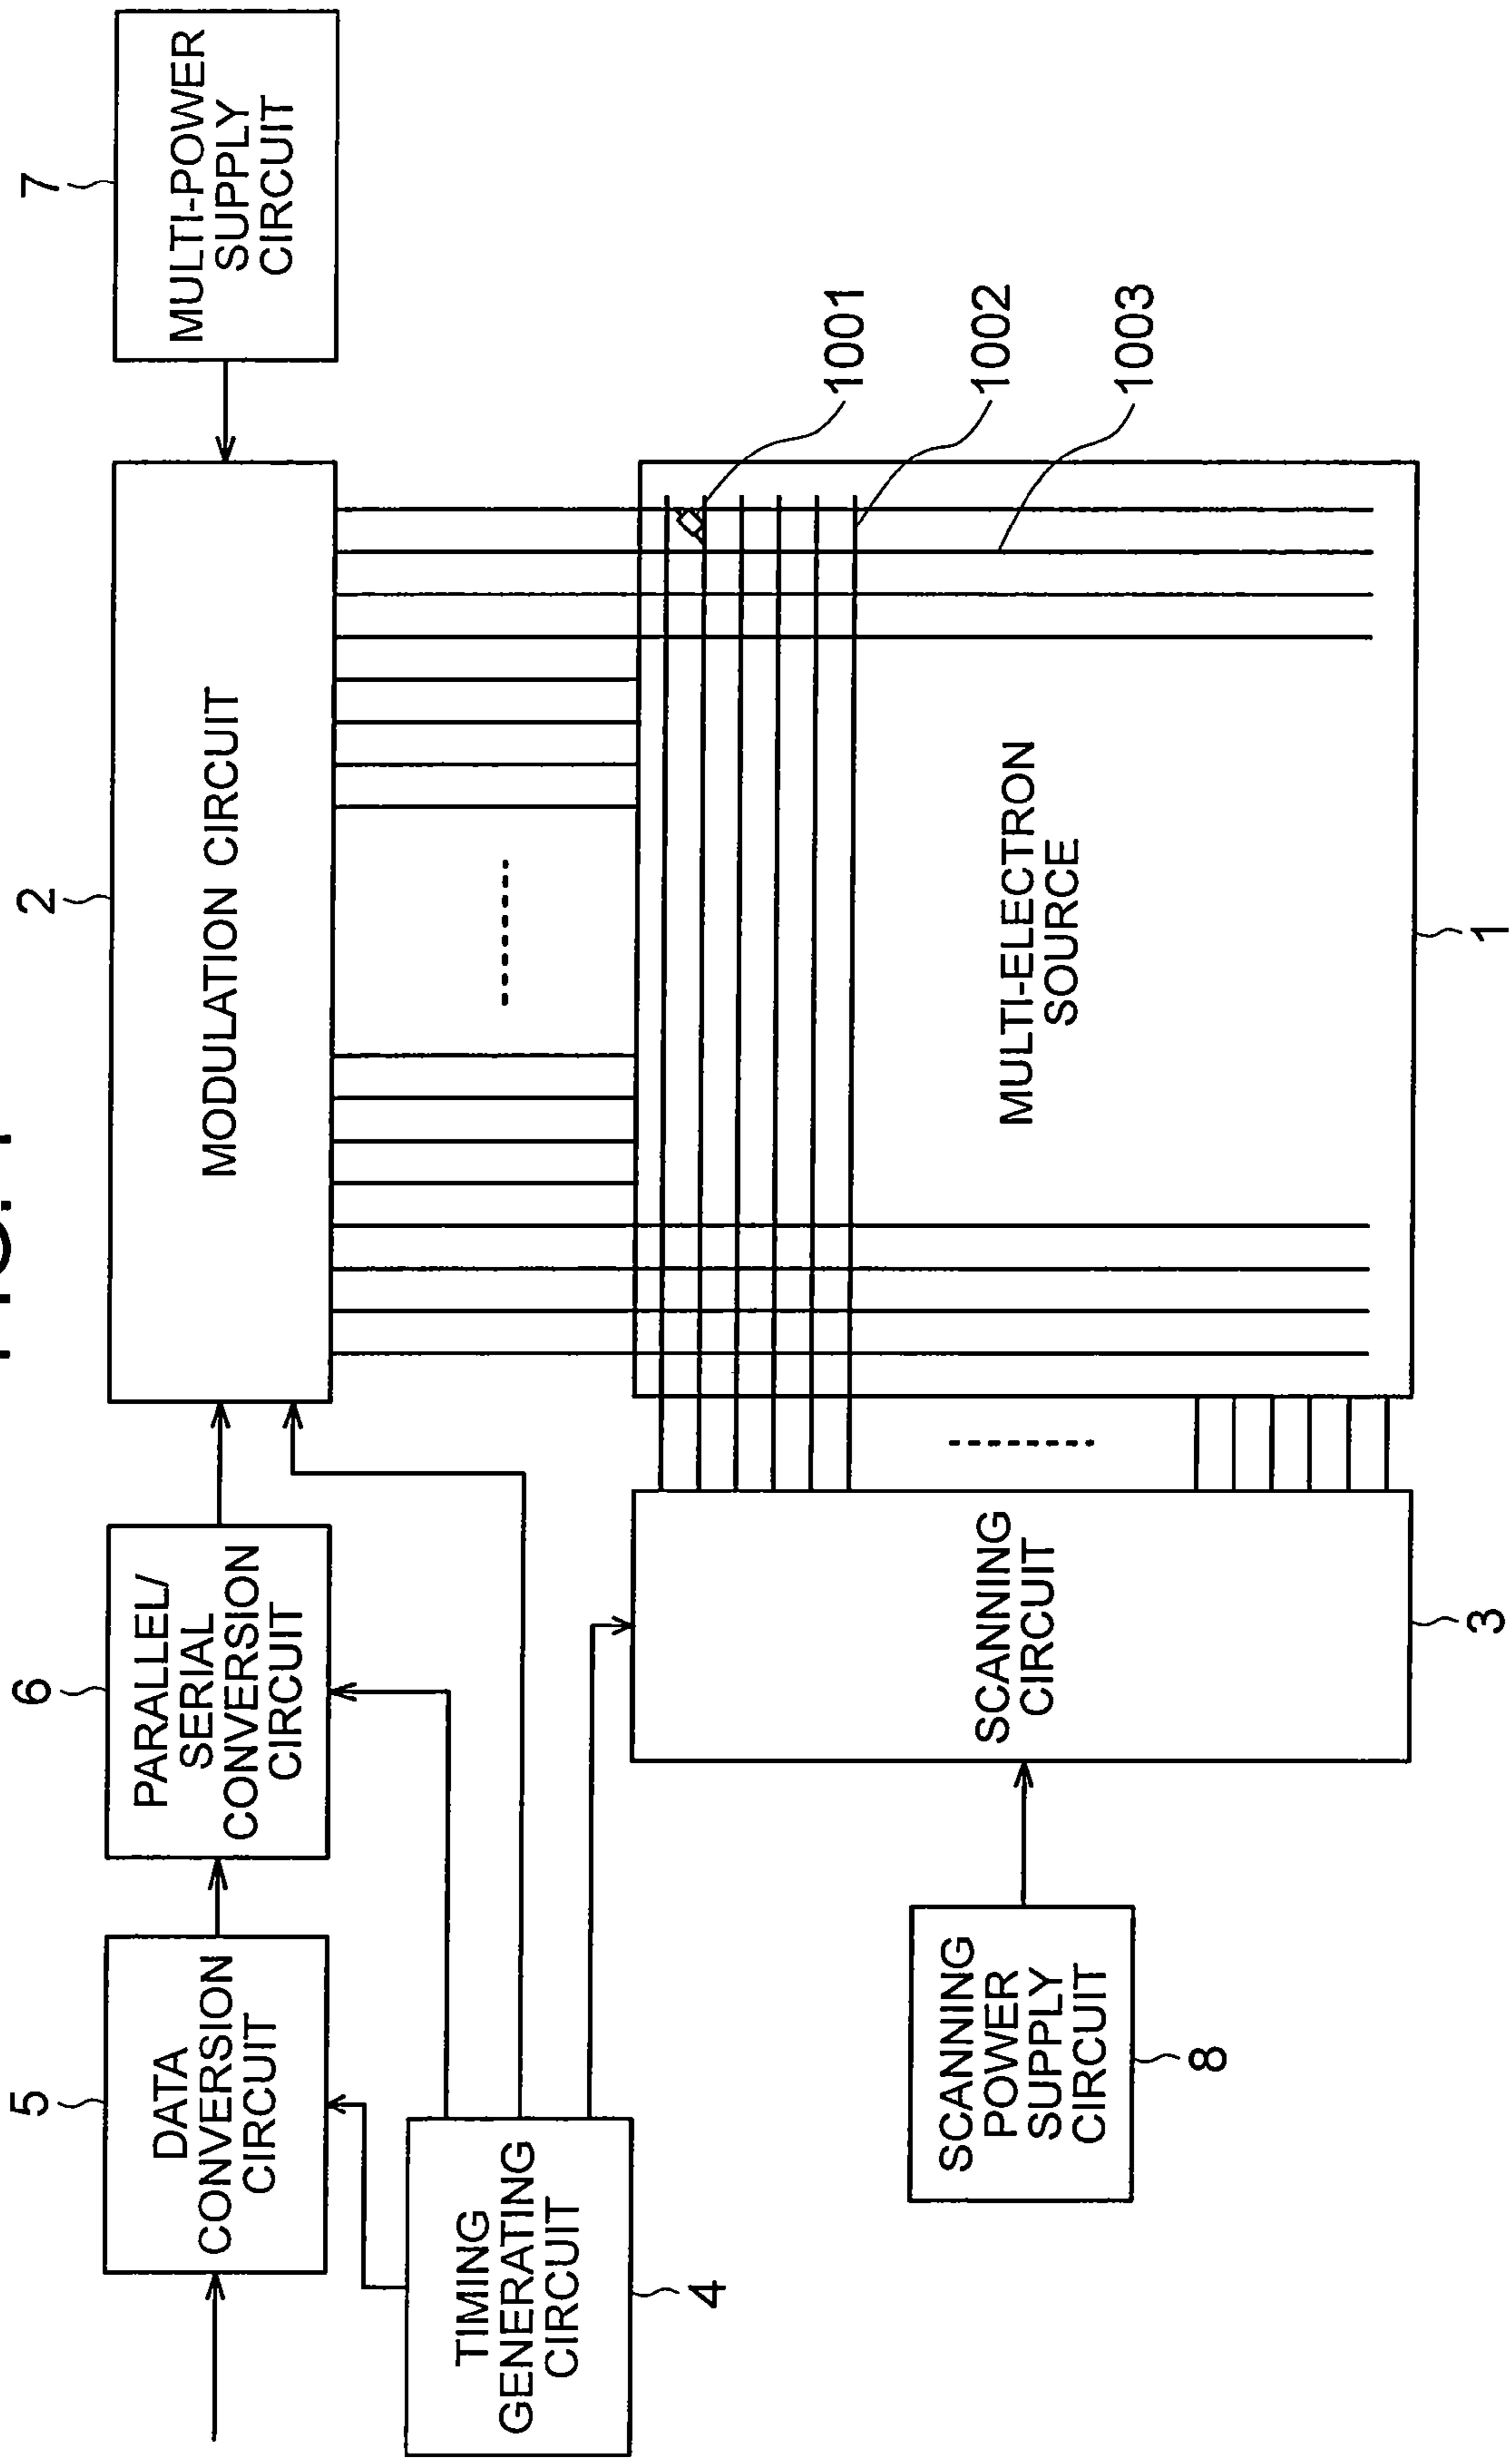 5
6
2
7
DATA
CONVERSION
CIRCUIT
PARALLEL/
SERIAL
CONVERSION
CIRCUIT
MODULATION CIRCUIT
MULTI-POWER
SUPPLY
CIRCUIT
TIMING
GENERATING
CIRCUIT
4
1001
1002
1003
SCANNING
POWER
SUPPLY
CIRCUIT
8
SCANNING
CIRCUIT
3
MULTI-ELECTRON
SOURCE
1